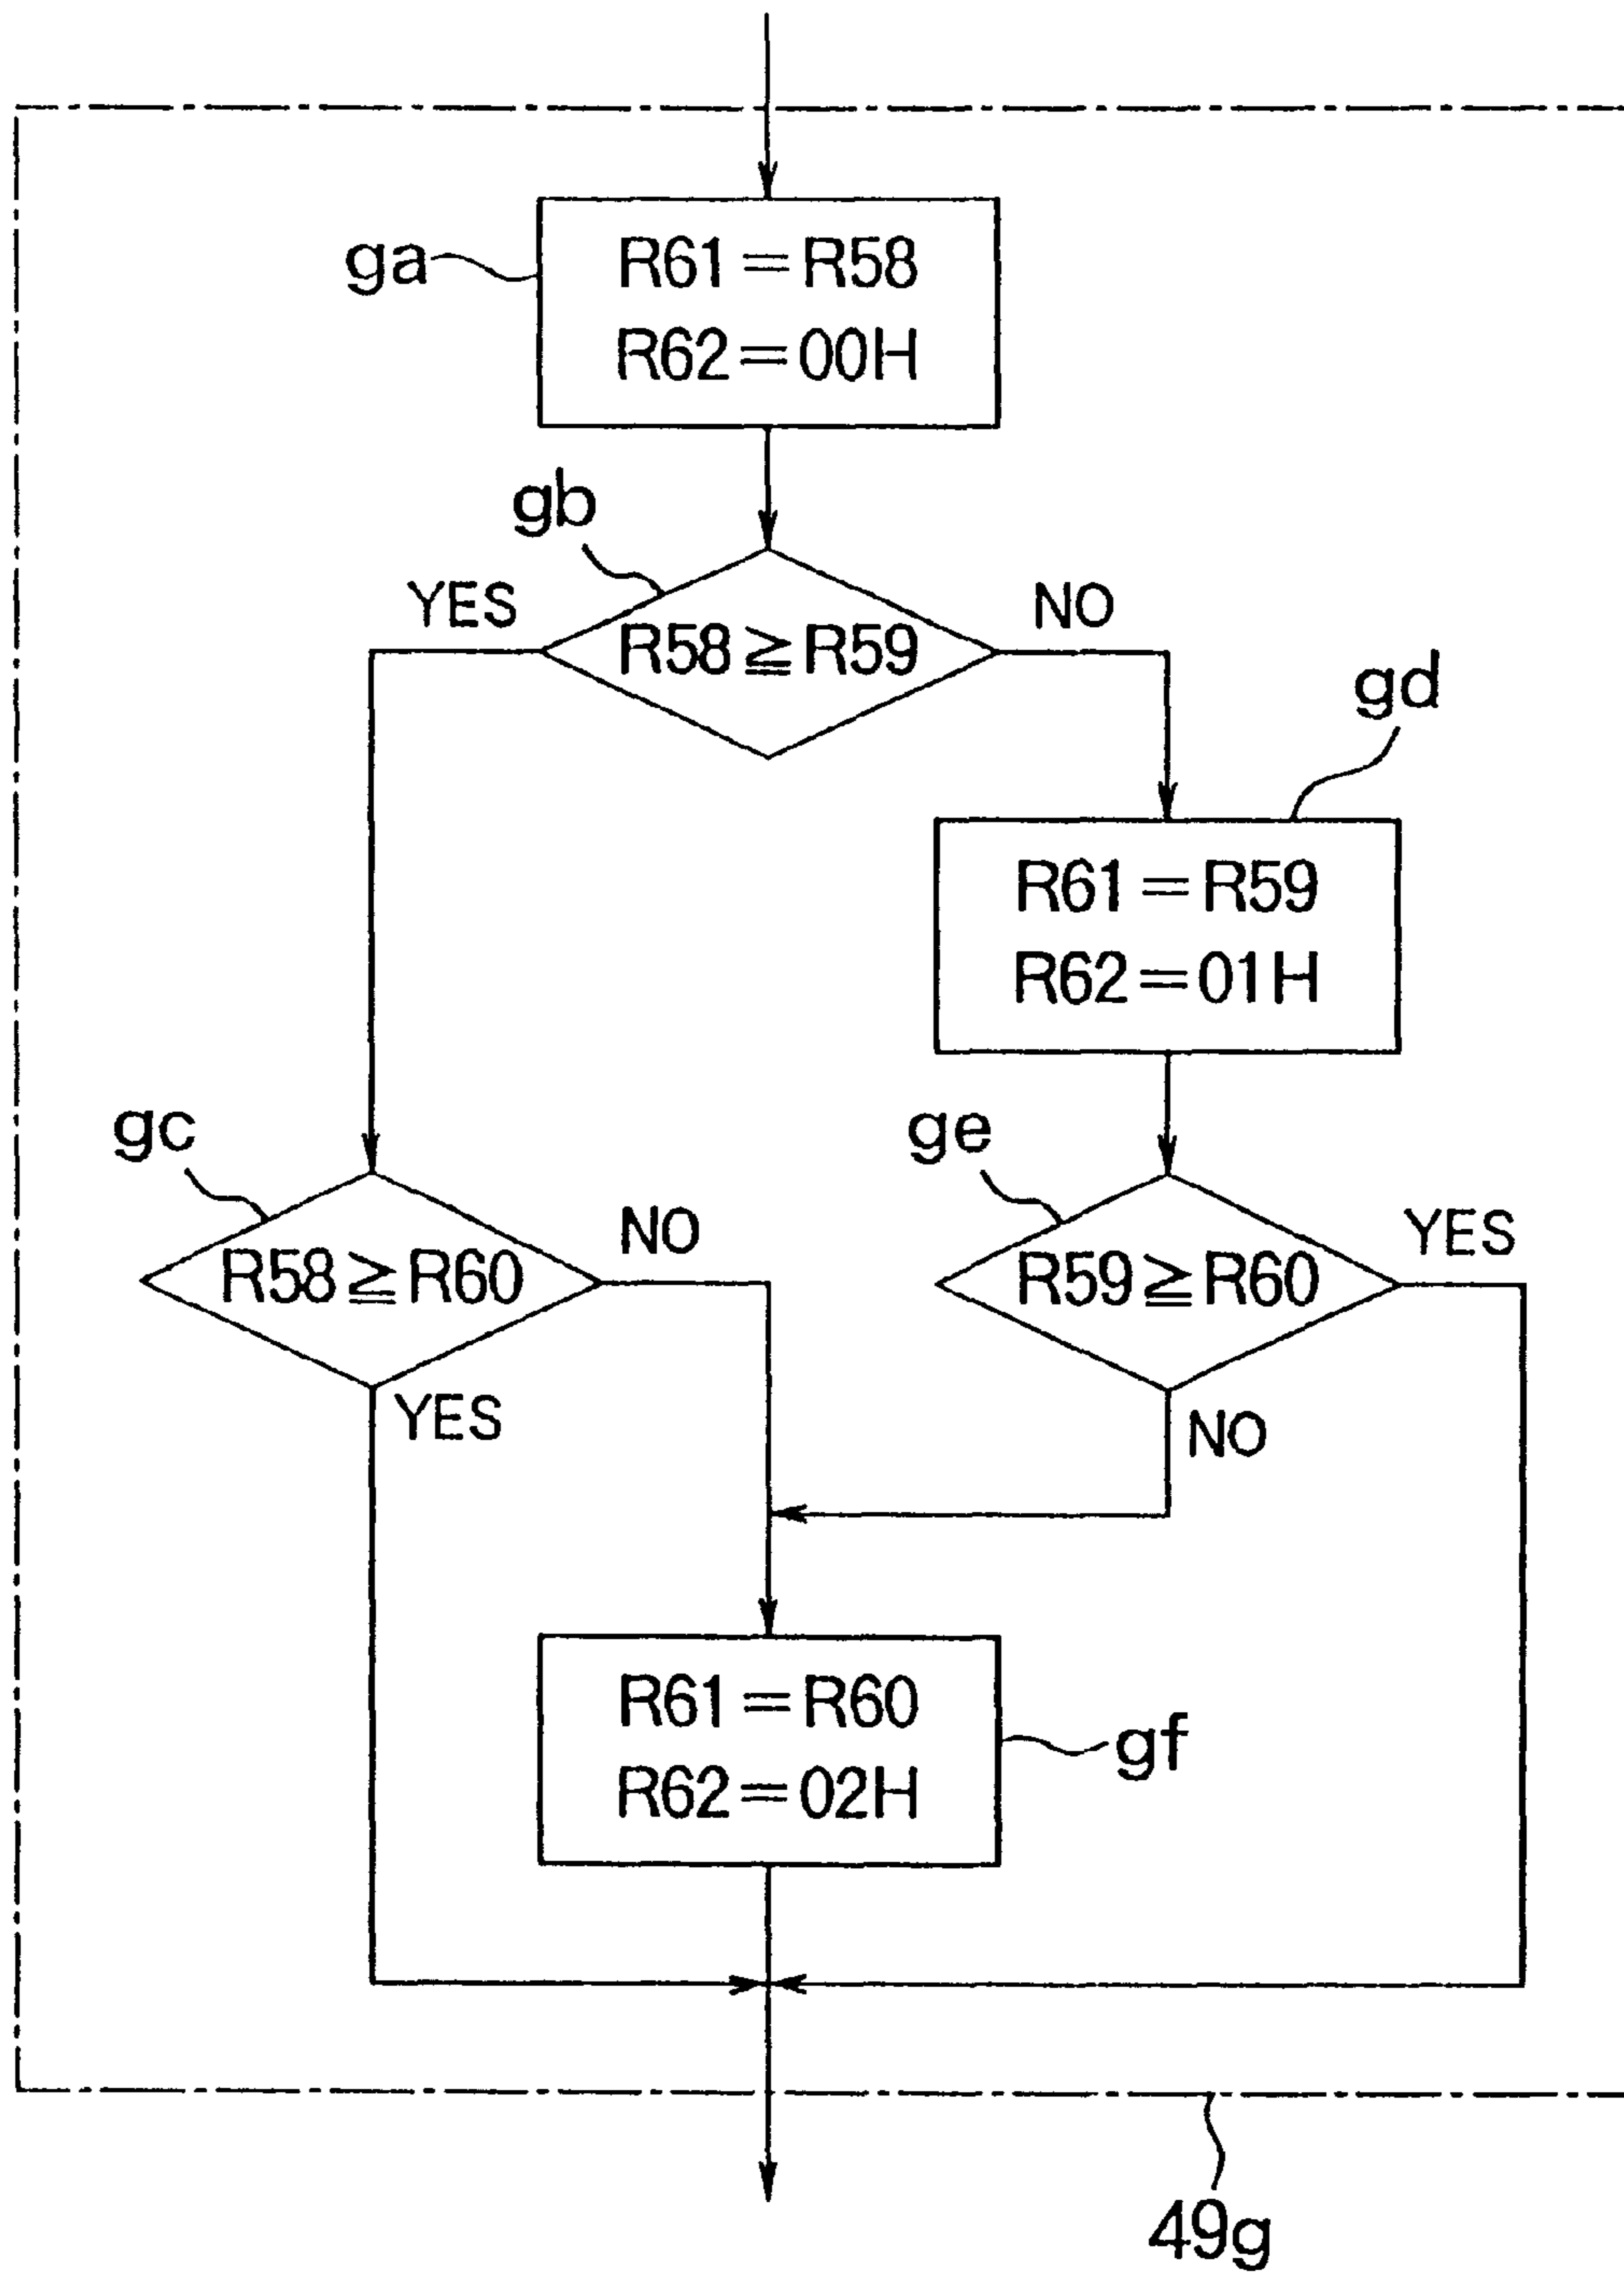 ga
R61=R58
R62=00H
gb
YES
R58≧R59
NO
gd
R61=R59
R62=01H
gc
R58≧R60
NO
YES
ge
R59≧R60
YES
NO
R61=R60
R62=02H
gf
49g